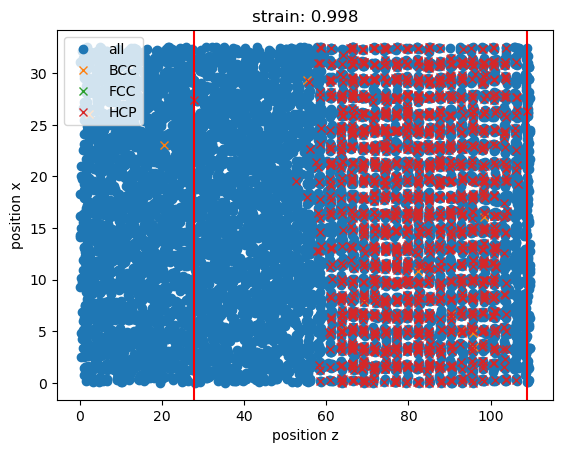 strain: 0.998
all
BCC
FCC
HCP
position x
30
25
20
15
10
5
0
0 20 40 60 80 100
position z